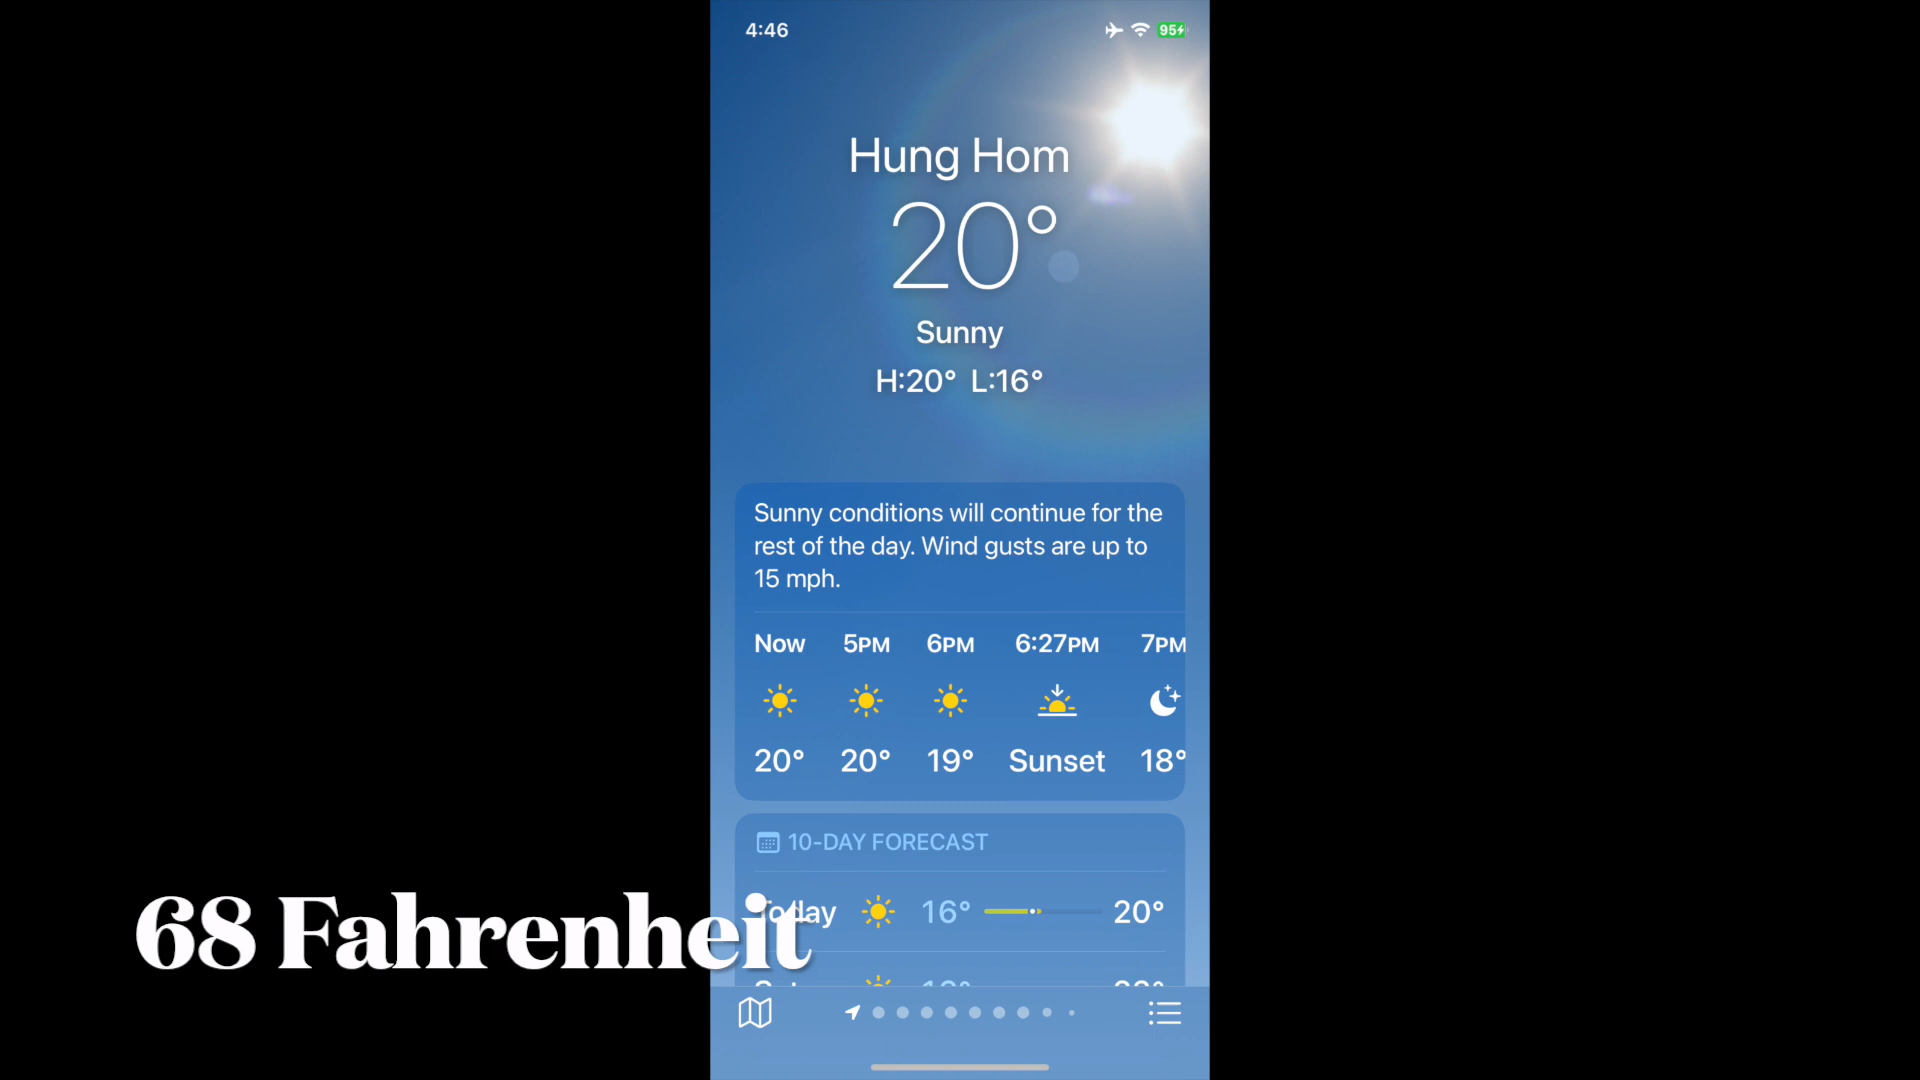 4:46
95
Hung Hom
20°
Sunny
H:20° L:16°
Sunny conditions will continue for the
rest of the day. Wind gusts are up to
15 mph.
Now 5PM 6PM 6:27PM 7PM
20° 20° 19° Sunset 18°
10-DAY FORECAST
Today 16° 20°
68 Fahrenheit